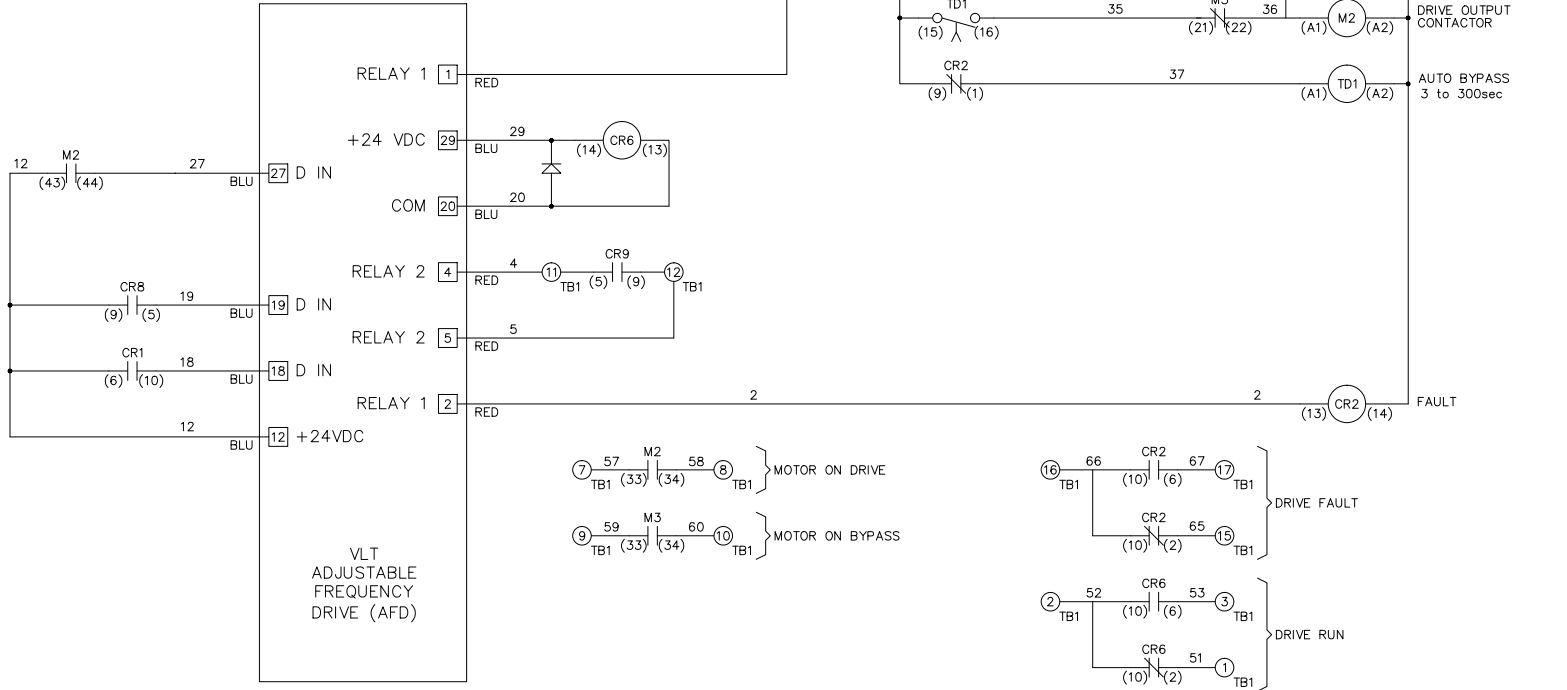 TD1
(15) (16)
35
M3
(21) (22)
36
M2
(A1) (A2)
DRIVE OUTPUT
CONTACTOR
RELAY 1 1
RED
CR2
(9) (1)
37
TD1
(A1) (A2)
AUTO BYPASS
3 to 300sec
+24 VDC 29
BLU
29
CR6
(14) (13)
12
M2
(43) (44)
27
BLU
27 D IN
COM 20
BLU
20
RELAY 2 4
RED
4
11
TB1
CR9
(5) (9)
12
TB1
CR8
(9) (5)
19
BLU
19 D IN
RELAY 2 5
RED
5
CR1
(6) (10)
18
BLU
18 D IN
RELAY 1 2
RED
2
2
CR2
(13) (14)
FAULT
12
BLU
12 +24VDC
7
TB1
57
M2
(33) (34)
58
8
TB1
MOTOR ON DRIVE
9
TB1
59
M3
(33) (34)
60
10
TB1
MOTOR ON BYPASS
16
TB1
66
CR2
(10) (6)
67
17
TB1
CR2
(10) (2)
65
15
TB1
DRIVE FAULT
2
TB1
52
CR6
(10) (6)
53
3
TB1
CR6
(10) (2)
51
1
TB1
DRIVE RUN
VLT
ADJUSTABLE
FREQUENCY
DRIVE (AFD)